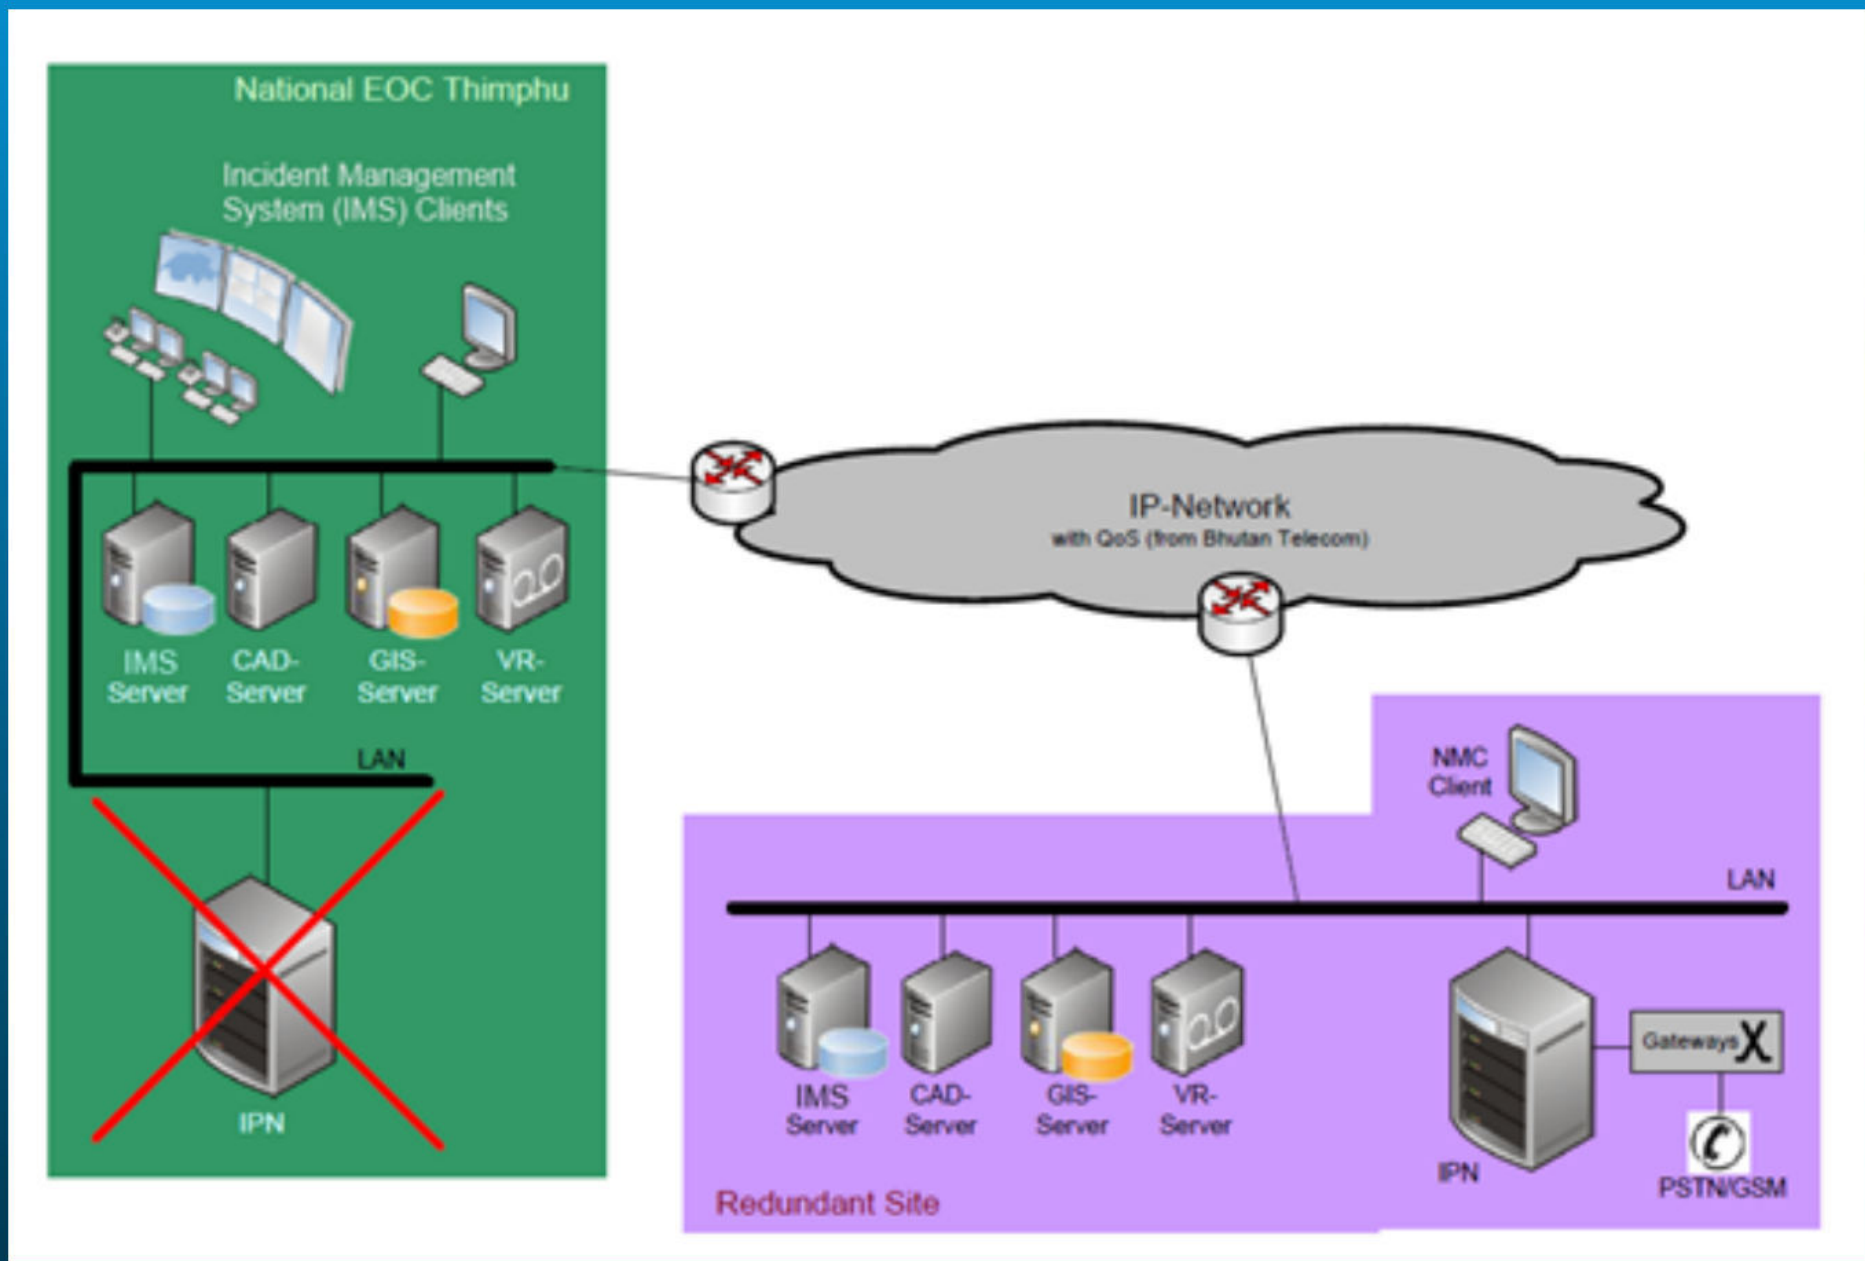 National EOC Thimphu
Incident Management
System (IMS) Clients
IMS
Server
CAD-
Server
GIS-
Server
VR-
Server
LAN
IPN
IP-Network
with QoS (from Bhutan Telecom)
NMC
Client
LAN
IMS
Server
CAD-
Server
GIS-
Server
VR-
Server
IPN
Gateways
PSTN/GSM
Redundant Site